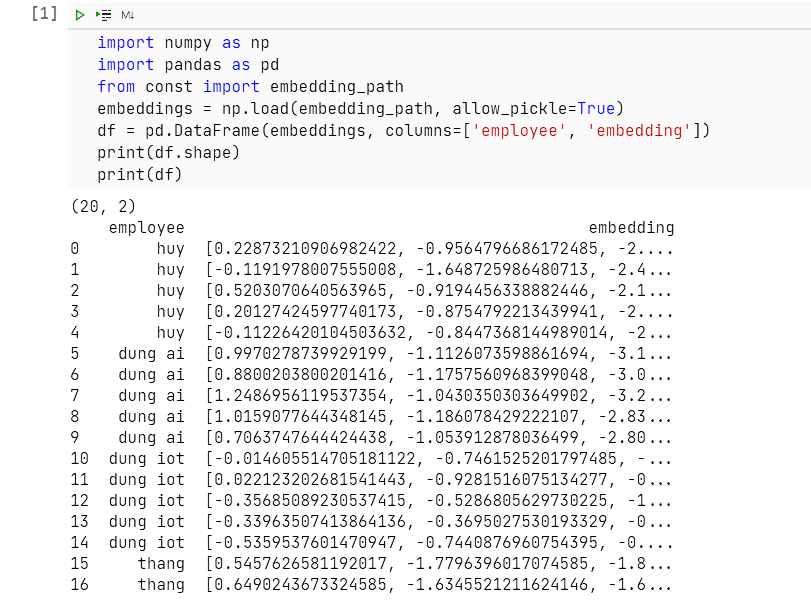 [1] M↓
import numpy as np
import pandas as pd
from const import embedding_path
embeddings = np.load(embedding_path, allow_pickle=True)
df = pd.DataFrame(embeddings, columns=['employee', 'embedding'])
print(df.shape)
print(df)
(20, 2)
employee embedding
0 huy [0.22873210906982422, -0.9564796686172485, -2....
1 huy [-0.1191978007555008, -1.648725986480713, -2.4...
2 huy [0.5203070640563965, -0.9194456338882446, -2.1...
3 huy [0.20127424597740173, -0.8754792213439941, -2....
4 huy [-0.11226420104503632, -0.8447368144989014, -2...
5 dung ai [0.9970278739929199, -1.1126073598861694, -3.1...
6 dung ai [0.8800203800201416, -1.1757560968399048, -3.0...
7 dung ai [1.2486956119537354, -1.0430350303649902, -3.2...
8 dung ai [1.0159077644348145, -1.186078429222107, -2.83...
9 dung ai [0.7063747644424438, -1.053912878036499, -2.80...
10 dung iot [-0.014605514705181122, -0.7461525201797485, -...
11 dung iot [0.022123202681541443, -0.9281516075134277, -0...
12 dung iot [-0.35685089230537415, -0.5286805629730225, -1...
13 dung iot [-0.33963507413864136, -0.3695027530193329, -0...
14 dung iot [-0.5359537601470947, -0.7440876960754395, -0....
15 thang [0.5457626581192017, -1.7796396017074585, -1.8...
16 thang [0.6490243673324585, -1.6345521211624146, -1.6...